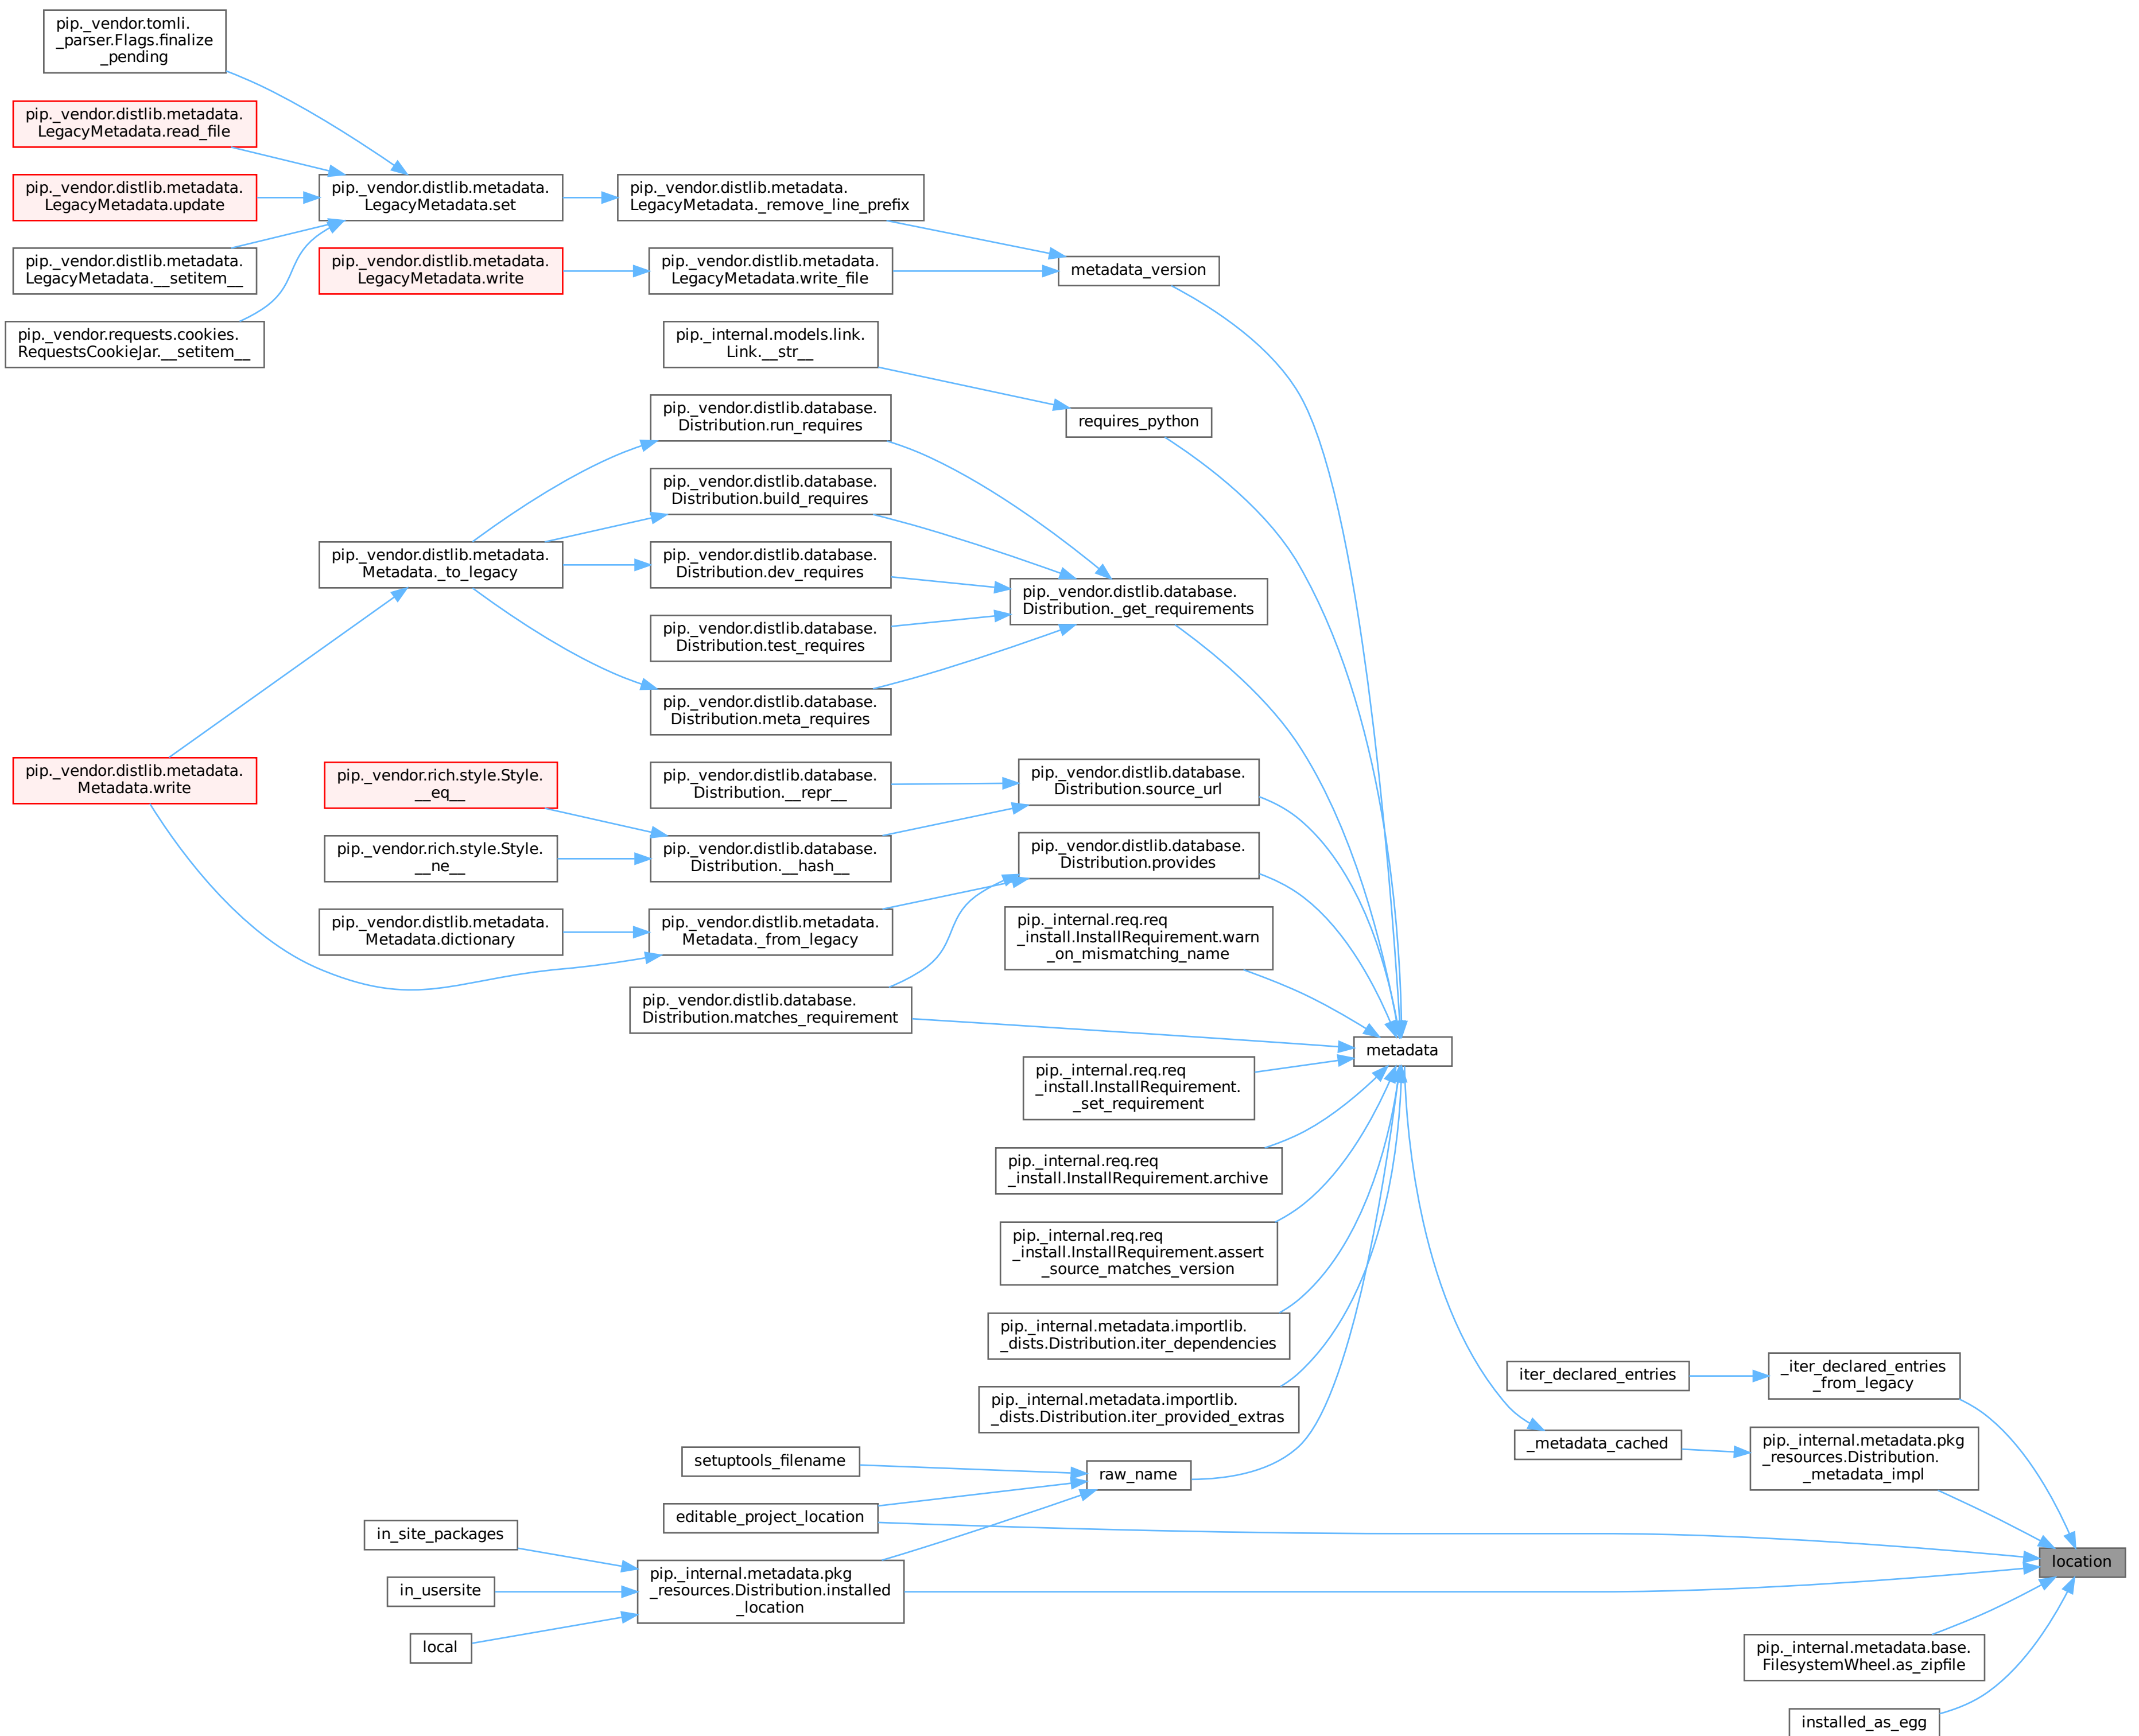 pip._vendor.tomli.
_parser.Flags.finalize
_pending
pip._vendor.distlib.metadata.
LegacyMetadata.read_file
pip._vendor.distlib.metadata.
LegacyMetadata.update
pip._vendor.distlib.metadata.
LegacyMetadata.__setitem__
pip._vendor.requests.cookies.
RequestsCookieJar.__setitem__
pip._vendor.distlib.metadata.
LegacyMetadata.set
pip._vendor.distlib.metadata.
LegacyMetadata._remove_line_prefix
pip._vendor.distlib.metadata.
LegacyMetadata.write
pip._vendor.distlib.metadata.
LegacyMetadata.write_file
metadata_version
pip._internal.models.link.
Link.__str__
requires_python
pip._vendor.distlib.database.
Distribution.run_requires
pip._vendor.distlib.database.
Distribution.build_requires
pip._vendor.distlib.metadata.
Metadata._to_legacy
pip._vendor.distlib.database.
Distribution.dev_requires
pip._vendor.distlib.database.
Distribution._get_requirements
pip._vendor.distlib.database.
Distribution.test_requires
pip._vendor.distlib.database.
Distribution.meta_requires
pip._vendor.distlib.metadata.
Metadata.write
pip._vendor.rich.style.Style.
__eq__
pip._vendor.distlib.database.
Distribution.__repr__
pip._vendor.distlib.database.
Distribution.source_url
pip._vendor.rich.style.Style.
__ne__
pip._vendor.distlib.database.
Distribution.__hash__
pip._vendor.distlib.database.
Distribution.provides
pip._vendor.distlib.metadata.
Metadata.dictionary
pip._vendor.distlib.metadata.
Metadata._from_legacy
pip._internal.req.req
_install.InstallRequirement.warn
_on_mismatching_name
pip._vendor.distlib.database.
Distribution.matches_requirement
metadata
pip._internal.req.req
_install.InstallRequirement.
_set_requirement
pip._internal.req.req
_install.InstallRequirement.archive
pip._internal.req.req
_install.InstallRequirement.assert
_source_matches_version
pip._internal.metadata.importlib.
_dists.Distribution.iter_dependencies
pip._internal.metadata.importlib.
_dists.Distribution.iter_provided_extras
iter_declared_entries
_iter_declared_entries
_from_legacy
_metadata_cached
pip._internal.metadata.pkg
_resources.Distribution.
_metadata_impl
setuptools_filename
raw_name
editable_project_location
in_site_packages
in_usersite
local
pip._internal.metadata.pkg
_resources.Distribution.installed
_location
location
pip._internal.metadata.base.
FilesystemWheel.as_zipfile
installed_as_egg